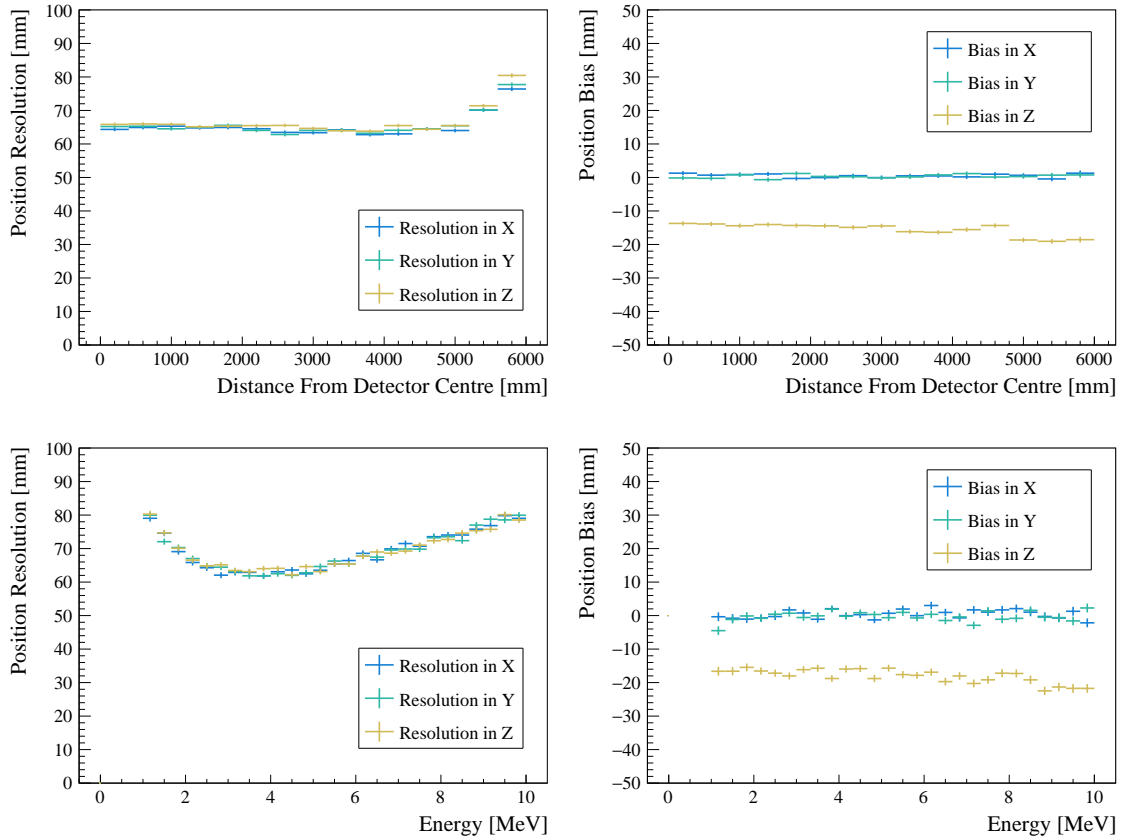 Position Resolution [mm]
100
90
80
70
60
50
40
30
20
10
0
Resolution in X
Resolution in Y
Resolution in Z
0 1000 2000 3000 4000 5000 6000
Distance From Detector Centre [mm]
Position Bias [mm]
50
40
30
20
10
0
−10
−20
−30
−40
−50
Bias in X
Bias in Y
Bias in Z
0 1000 2000 3000 4000 5000 6000
Distance From Detector Centre [mm]
Position Resolution [mm]
100
90
80
70
60
50
40
30
20
10
0
Resolution in X
Resolution in Y
Resolution in Z
0 2 4 6 8 10
Energy [MeV]
Position Bias [mm]
50
40
30
20
10
0
−10
−20
−30
−40
−50
Bias in X
Bias in Y
Bias in Z
0 2 4 6 8 10
Energy [MeV]